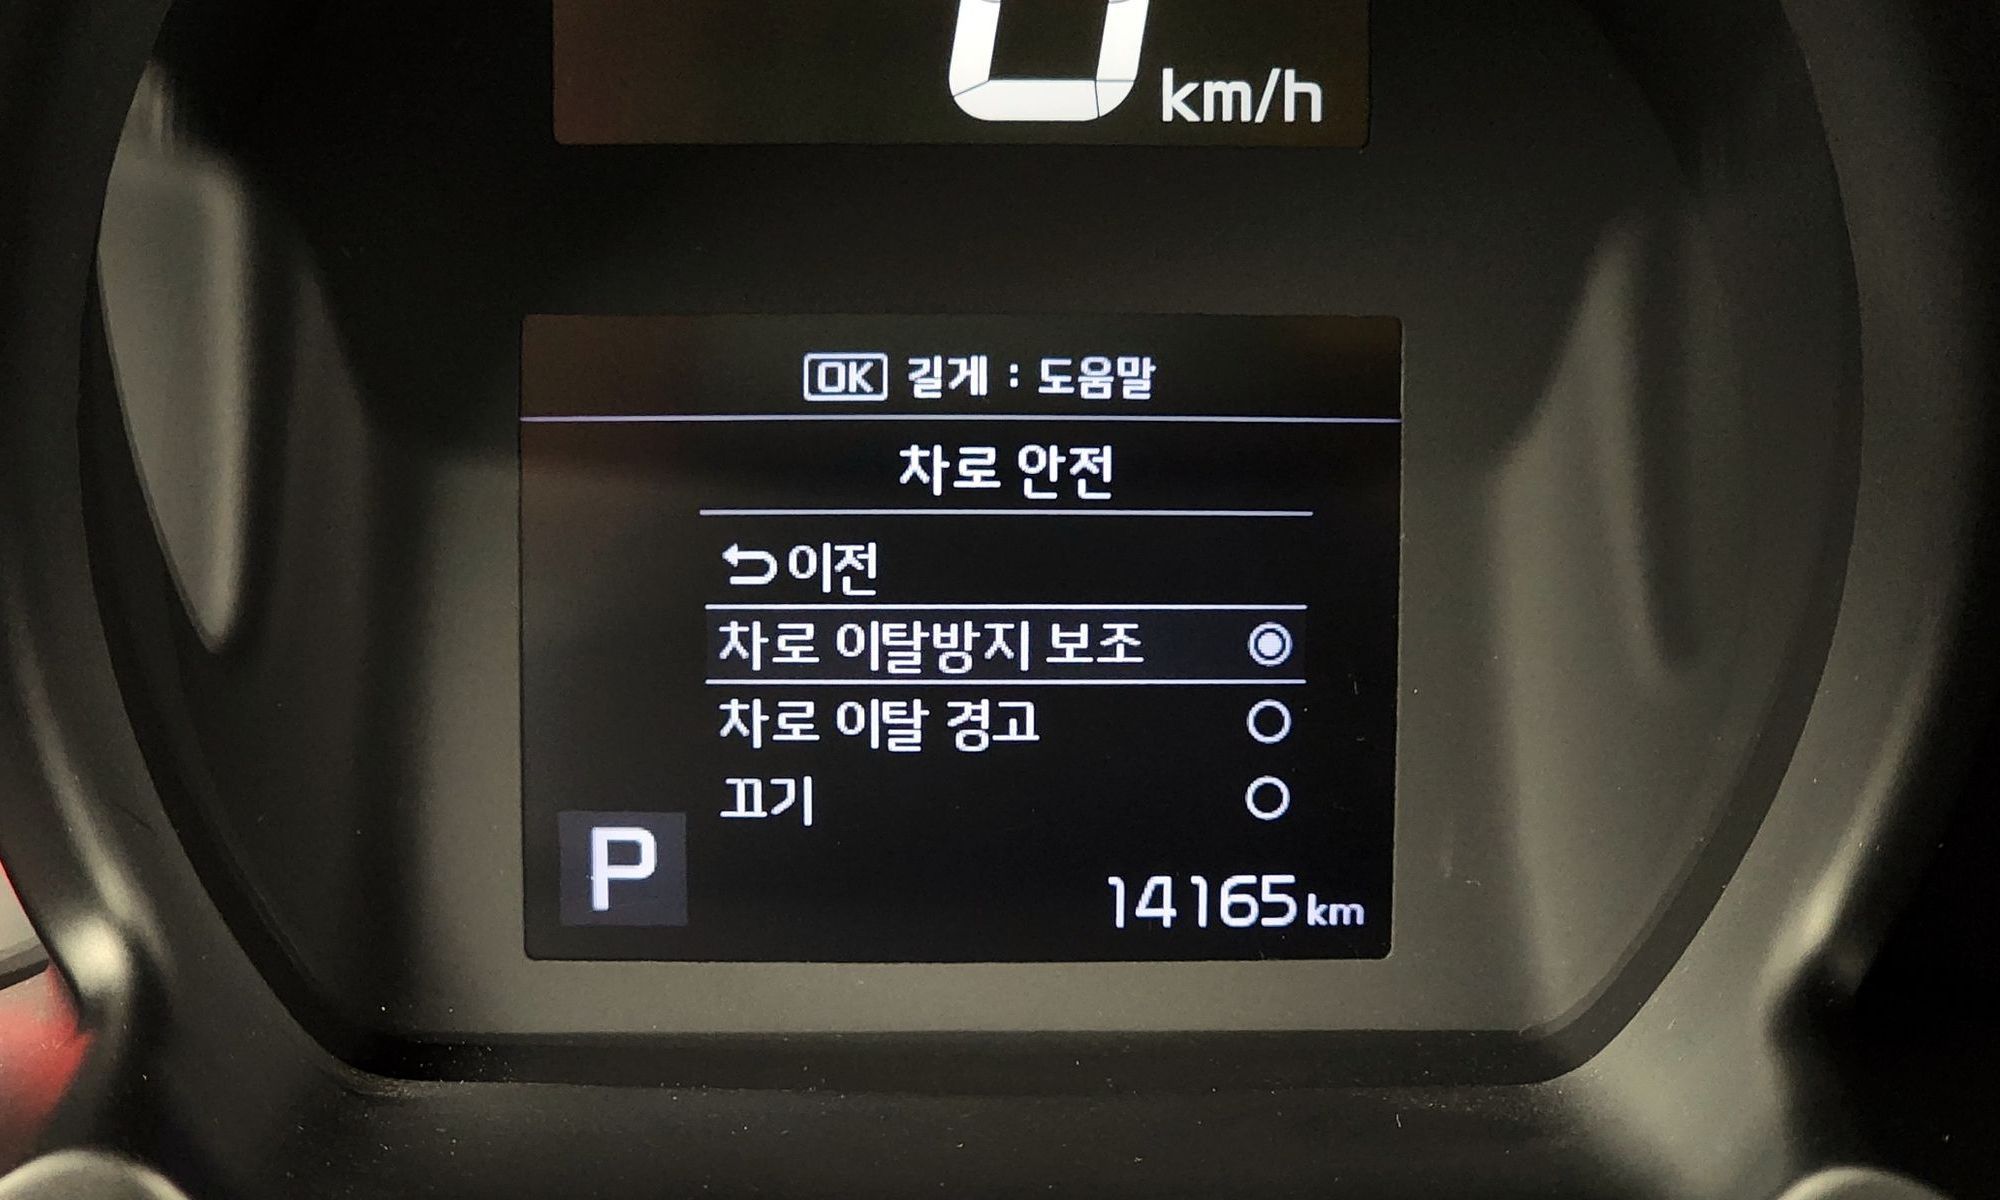 0 km/h
OK 길게 : 도움말
차로 안전
이전
차로 이탈방지 보조
차로 이탈 경고
끄기
P
14165 km